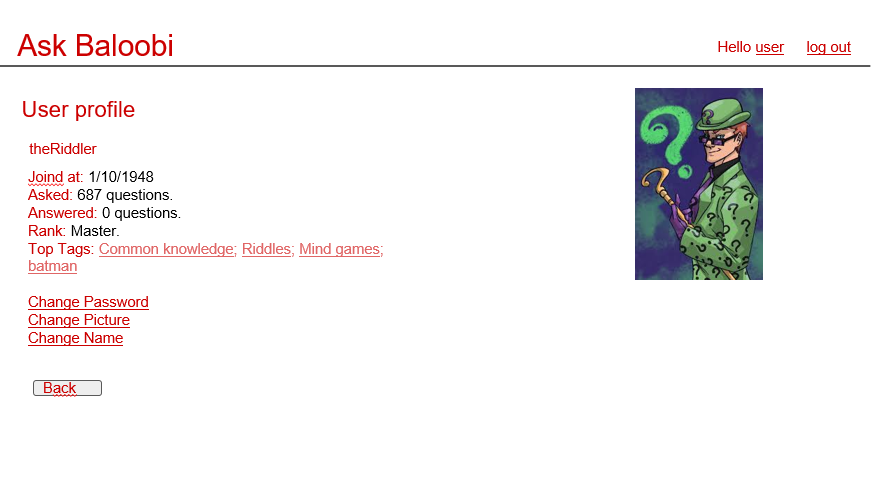 Ask Baloobi
Hello user log out
User profile
theRiddler
Joind at: 1/10/1948
Asked: 687 questions.
Answered: 0 questions.
Rank: Master.
Top Tags: Common knowledge; Riddles; Mind games;
batman
Change Password
Change Picture
Change Name
Back